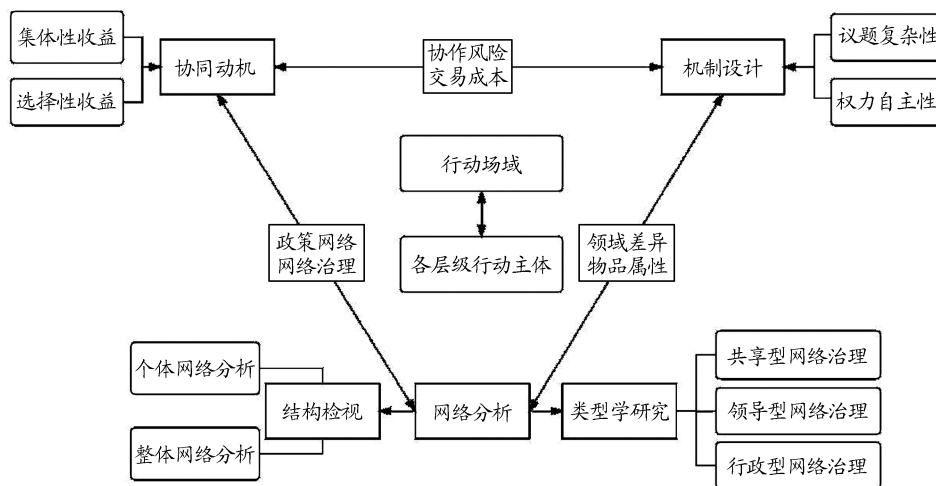 集体性收益
选择性收益
协同动机
协作风险
交易成本
机制设计
议题复杂性
权力自主性
行动场域
各层级行动主体
政策网络
网络治理
领域差异
物品属性
个体网络分析
整体网络分析
结构检视
网络分析
类型学研究
共享型网络治理
领导型网络治理
行政型网络治理